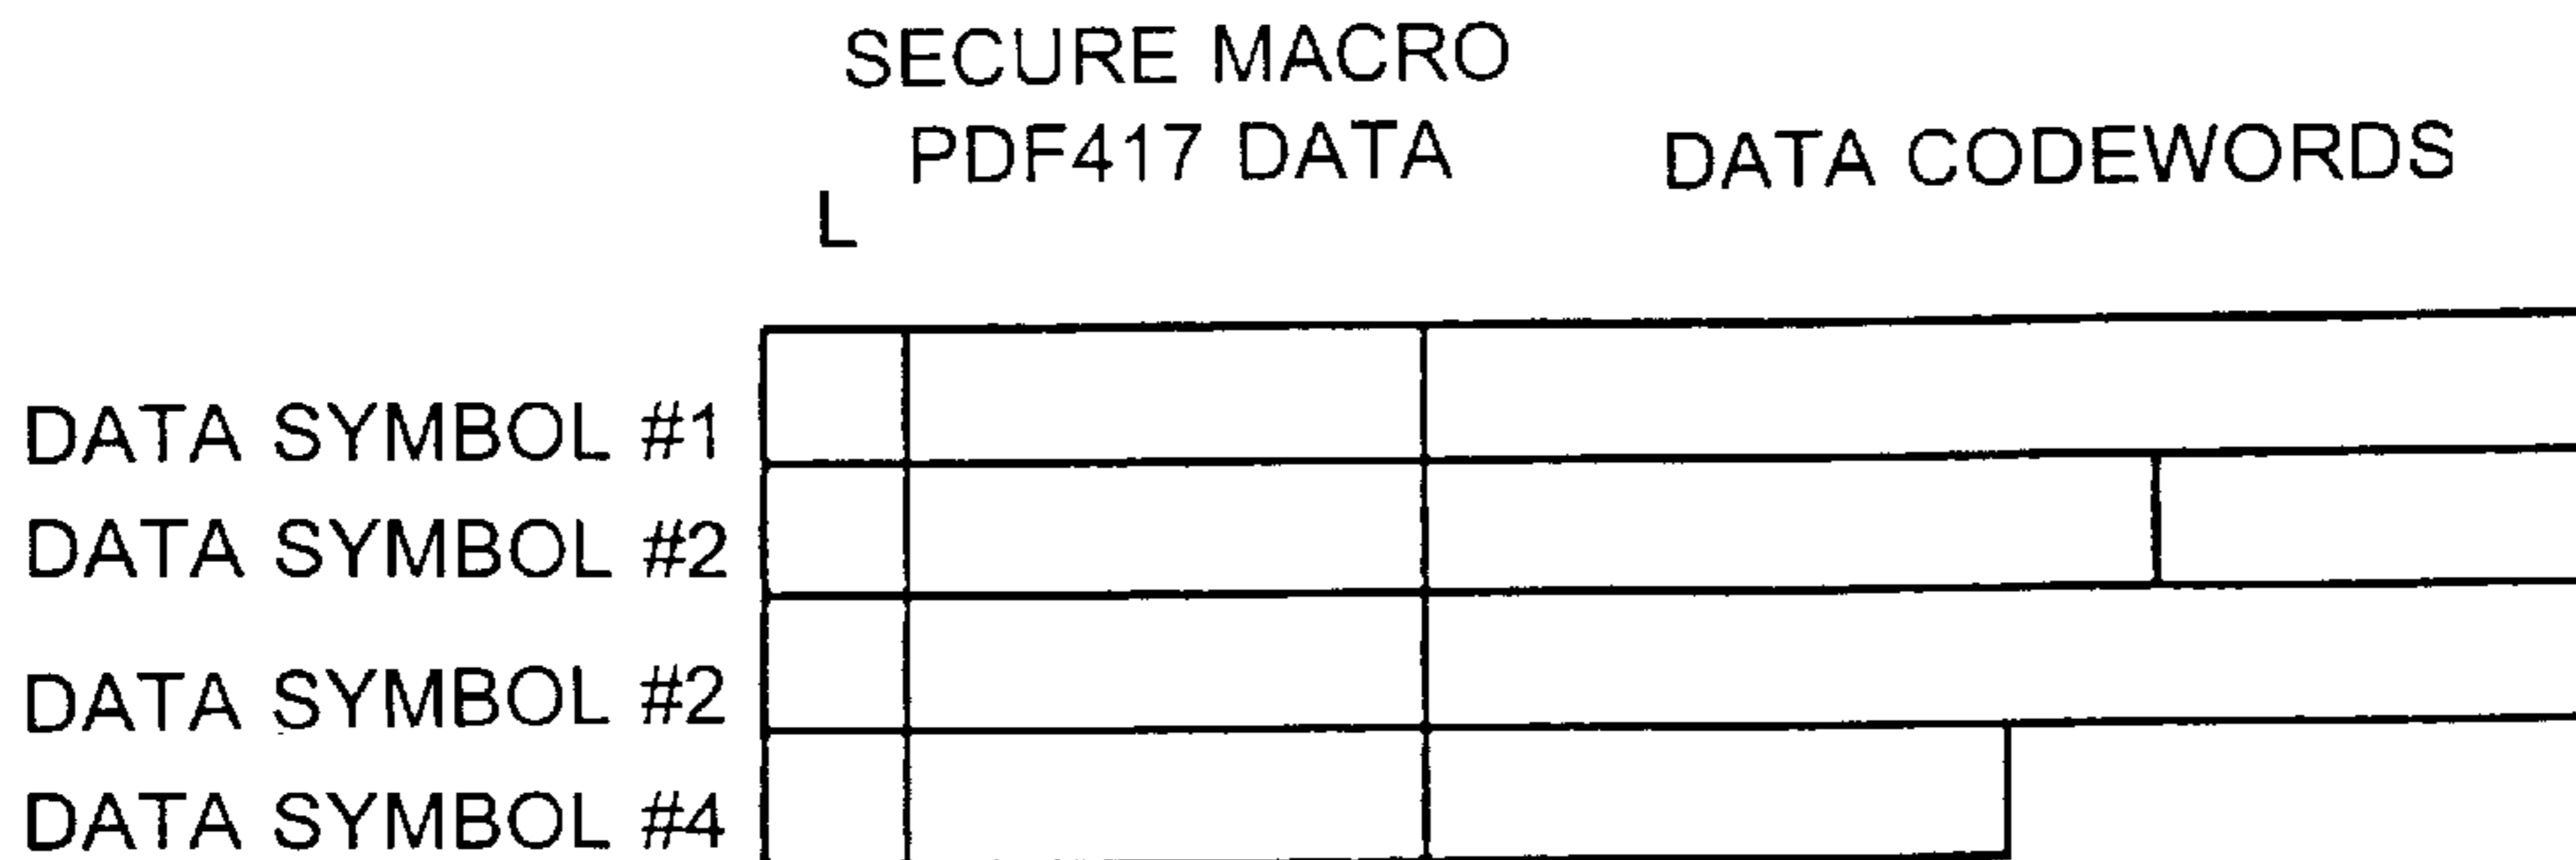 SECURE MACRO
PDF417 DATA
DATA CODEWORDS
L
DATA SYMBOL #1
DATA SYMBOL #2
DATA SYMBOL #2
DATA SYMBOL #4